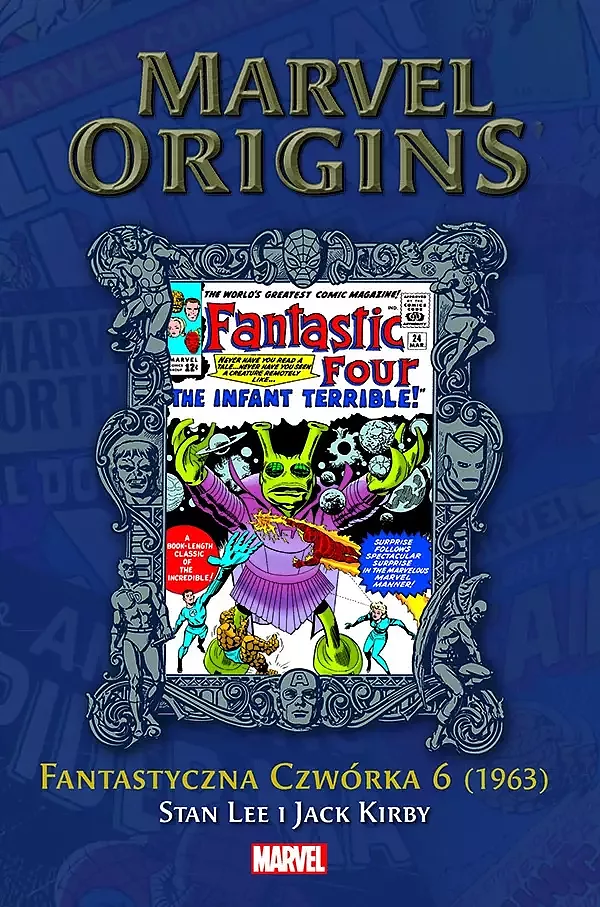 MARVEL
ORIGINS
THE WORLD'S GREATEST COMIC MAGAZINE!
Fantastic
FOUR
IND.
APPROVED
BY THE
COMICS
CODE
AUTHORITY
24
MAR.
MARVEL
COMICS GROUP
12¢
NEVER HAVE YOU READ A
TALE...NEVER HAVE YOU SEEN
A CREATURE REMOTELY
LIKE...
"THE INFANT TERRIBLE!"
A
BOOK-LENGTH
CLASSIC
OF THE
INCREDIBLE!
SURPRISE
FOLLOWS
SPECTACULAR
SURPRISE
IN THE MARVELOUS
MARVEL
MANNER!
FANTASTYCZNA CZWÓRKA 6 (1963)
STAN LEE I JACK KIRBY
MARVEL